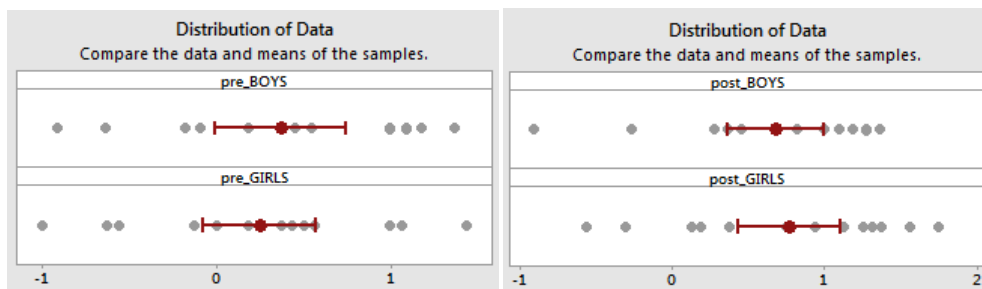 Distribution of Data
Compare the data and means of the samples.
pre_BOYS
pre_GIRLS
-1 0 1
Distribution of Data
Compare the data and means of the samples.
post_BOYS
post_GIRLS
-1 0 1 2